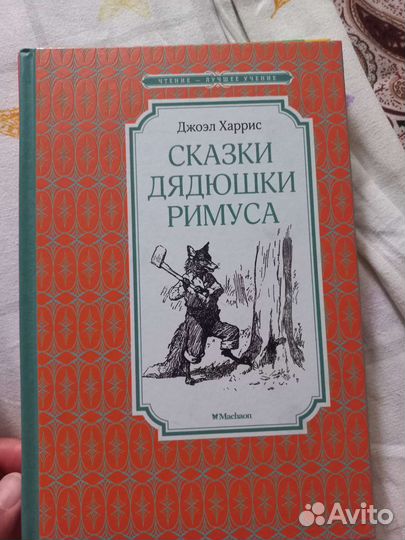 ЧТЕНИЕ – ЛУЧШЕЕ УЧЕНИЕ
Джоэл Харрис
СКАЗКИ
ДЯДЮШКИ
РИМУСА
Machaon
Avito